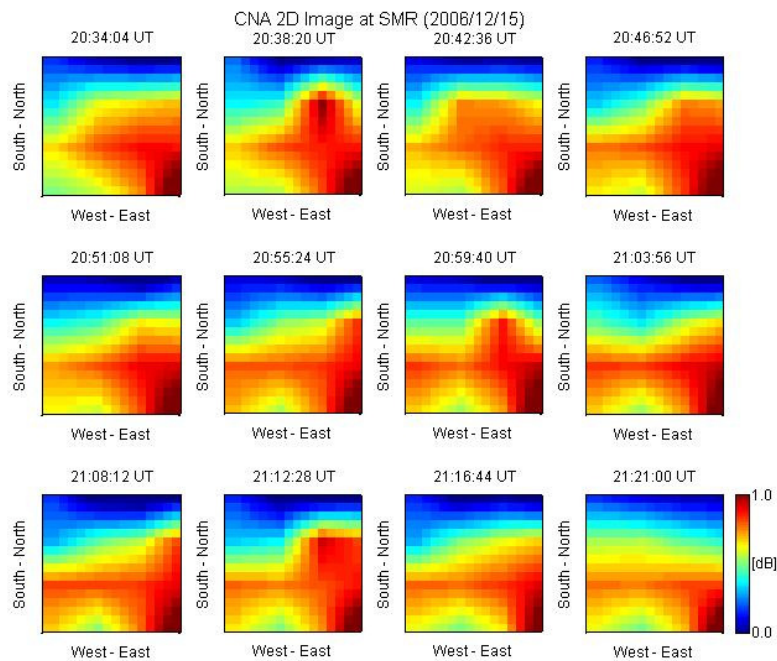 CNA 2D Image at SMR (2006/12/15)
20:34:04 UT
20:38:20 UT
20:42:36 UT
20:46:52 UT
South - North
South - North
South - North
South - North
West - East
West - East
West - East
West - East
20:51:08 UT
20:55:24 UT
20:59:40 UT
21:03:56 UT
South - North
South - North
South - North
South - North
West - East
West - East
West - East
West - East
21:08:12 UT
21:12:28 UT
21:16:44 UT
21:21:00 UT
South - North
South - North
South - North
South - North
1.0
[dB]
0.0
West - East
West - East
West - East
West - East